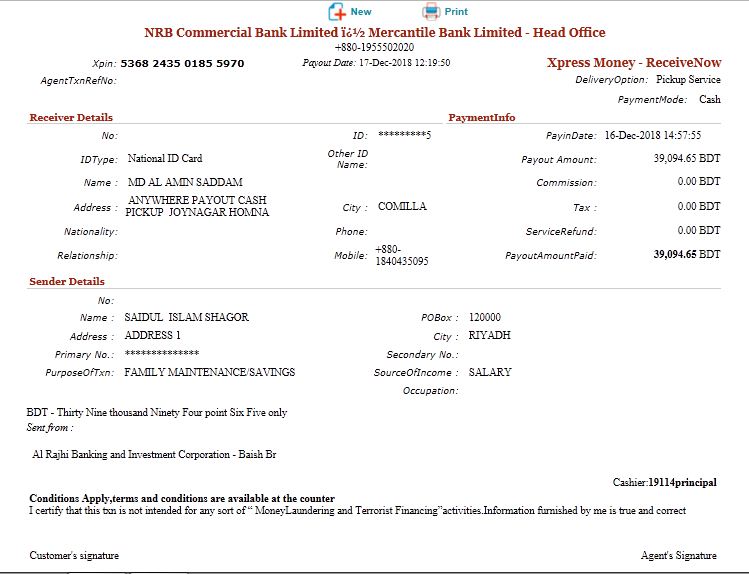 New Print
NRB Commercial Bank Limited ï¿½ Mercantile Bank Limited - Head Office
+880-1955502020
Xpin: 5368 2435 0185 5970 Payout Date: 17-Dec-2018 12:19:50 Xpress Money - ReceiveNow
AgentTxnRefNo: DeliveryOption: Pickup Service
PaymentMode: Cash
Receiver Details PaymentInfo
No: ID: *********5 PayinDate: 16-Dec-2018 14:57:55
IDType: National ID Card Other ID Name: Payout Amount: 39,094.65 BDT
Name : MD AL AMIN SADDAM Commission: 0.00 BDT
Address : ANYWHERE PAYOUT CASH PICKUP JOYNAGAR HOMNA City : COMILLA Tax : 0.00 BDT
Nationality: Phone: ServiceRefund: 0.00 BDT
Relationship: Mobile: +880-1840435095 PayoutAmountPaid: 39,094.65 BDT
Sender Details
No:
Name : SAIDUL ISLAM SHAGOR POBox : 120000
Address : ADDRESS 1 City : RIYADH
Primary No.: ************** Secondary No.:
PurposeOfTxn: FAMILY MAINTENANCE/SAVINGS SourceOfIncome : SALARY
Occupation:
BDT - Thirty Nine thousand Ninety Four point Six Five only
Sent from :
Al Rajhi Banking and Investment Corporation - Baish Br
Cashier:19114principal
Conditions Apply,terms and conditions are available at the counter
I certify that this txn is not intended for any sort of “ MoneyLaundering and Terrorist Financing”activities.Information furnished by me is true and correct
Customer's signature Agent's Signature